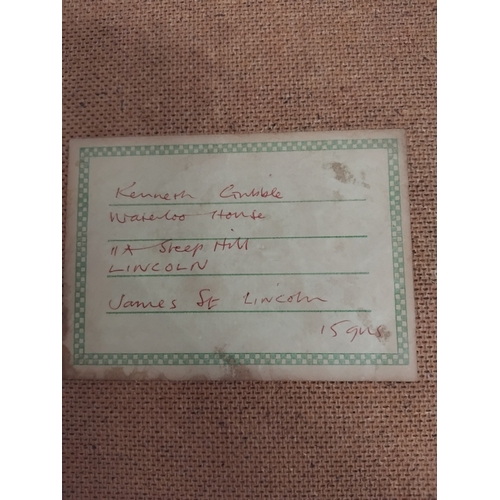 Kenneth Gribble
Waterloo House
11A Steep Hill
LINCOLN
James St Lincoln
15 gns